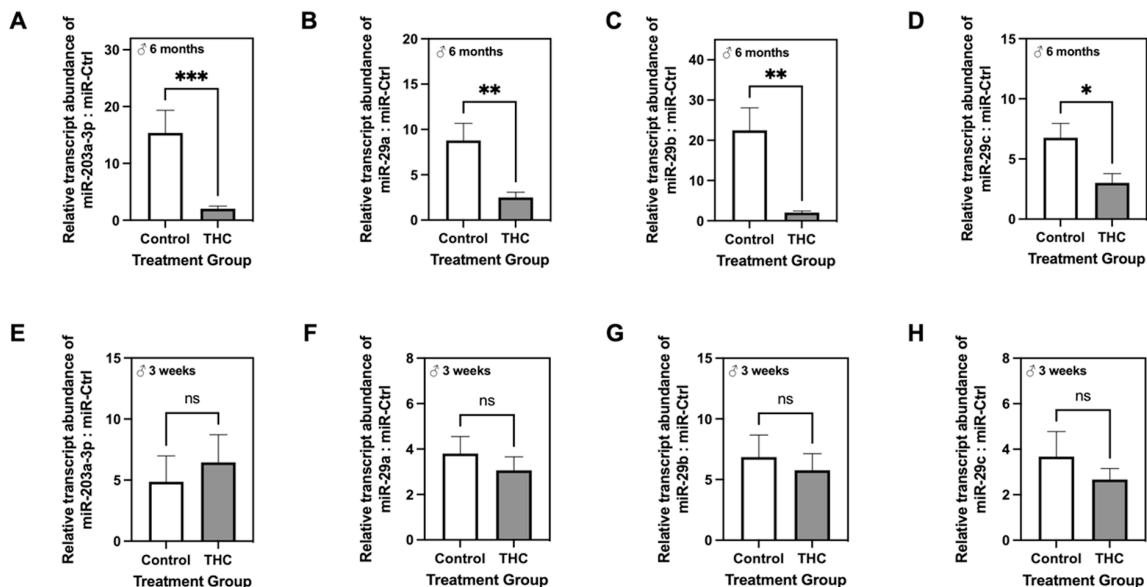 A
Relative transcript abundance of
miR-203a-3p : miR-Ctrl
♂ 6 months
***
30
20
10
0
Control THC
Treatment Group
B
Relative transcript abundance of
miR-29a : miR-Ctrl
♂ 6 months
**
20
15
10
5
0
Control THC
Treatment Group
C
Relative transcript abundance of
miR-29b : miR-Ctrl
♂ 6 months
**
40
30
20
10
0
Control THC
Treatment Group
D
Relative transcript abundance of
miR-29c : miR-Ctrl
♂ 6 months
*
15
10
5
0
Control THC
Treatment Group
E
Relative transcript abundance of
miR-203a-3p : miR-Ctrl
♂ 3 weeks
ns
15
10
5
0
Control THC
Treatment Group
F
Relative transcript abundance of
miR-29a : miR-Ctrl
♂ 3 weeks
ns
8
6
4
2
0
Control THC
Treatment Group
G
Relative transcript abundance of
miR-29b : miR-Ctrl
♂ 3 weeks
ns
15
10
5
0
Control THC
Treatment Group
H
Relative transcript abundance of
miR-29c : miR-Ctrl
♂ 3 weeks
ns
8
6
4
2
0
Control THC
Treatment Group